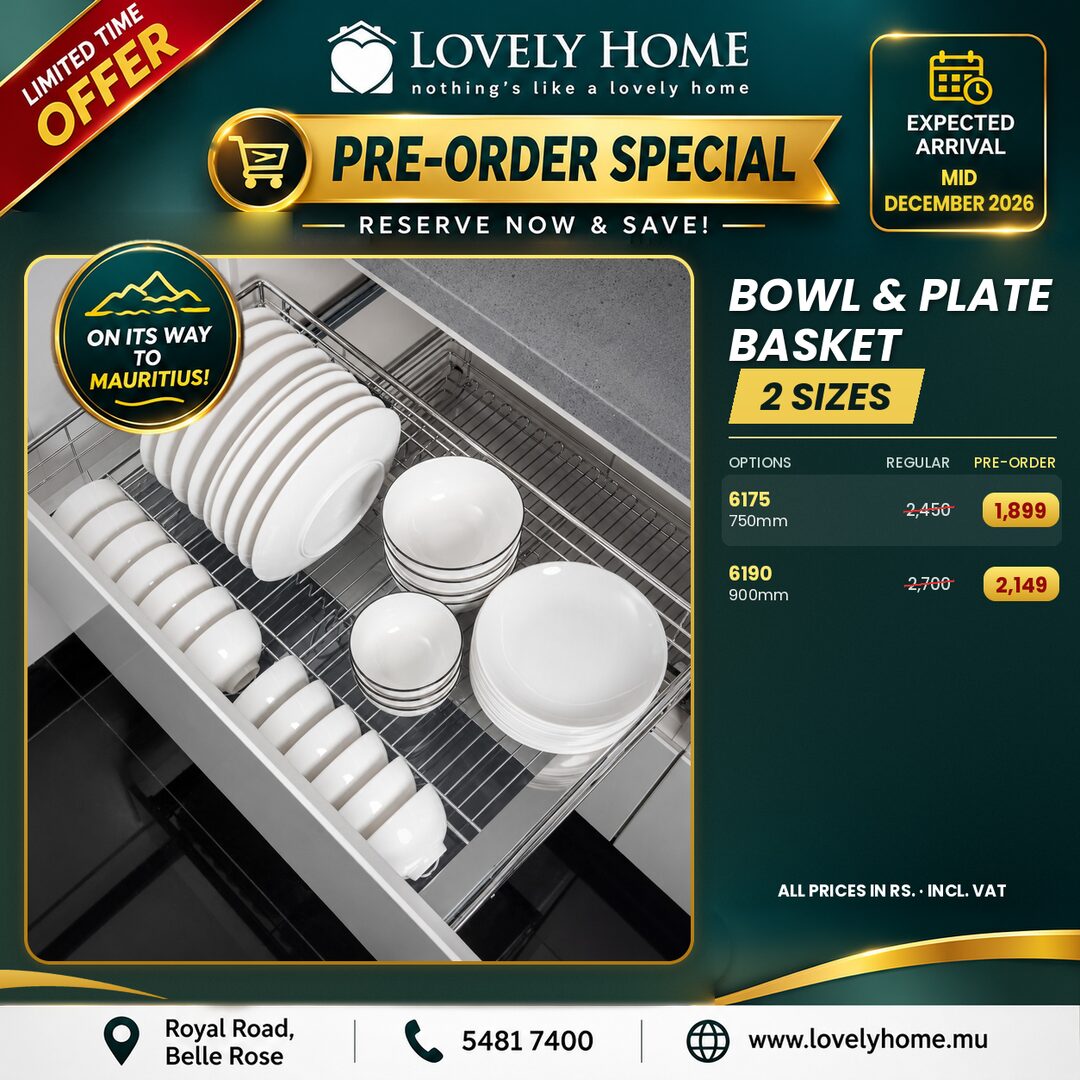 LIMITED TIME
OFFER
LOVELY HOME
nothing's like a lovely home
PRE-ORDER SPECIAL
RESERVE NOW & SAVE!
EXPECTED
ARRIVAL
MID
DECEMBER 2026
ON ITS WAY
TO
MAURITIUS!
BOWL & PLATE
BASKET
2 SIZES
OPTIONS REGULAR PRE-ORDER
6175
750mm 2,450 1,899
6190
900mm 2,700 2,149
ALL PRICES IN RS. · INCL. VAT
Royal Road,
Belle Rose
5481 7400
www.lovelyhome.mu